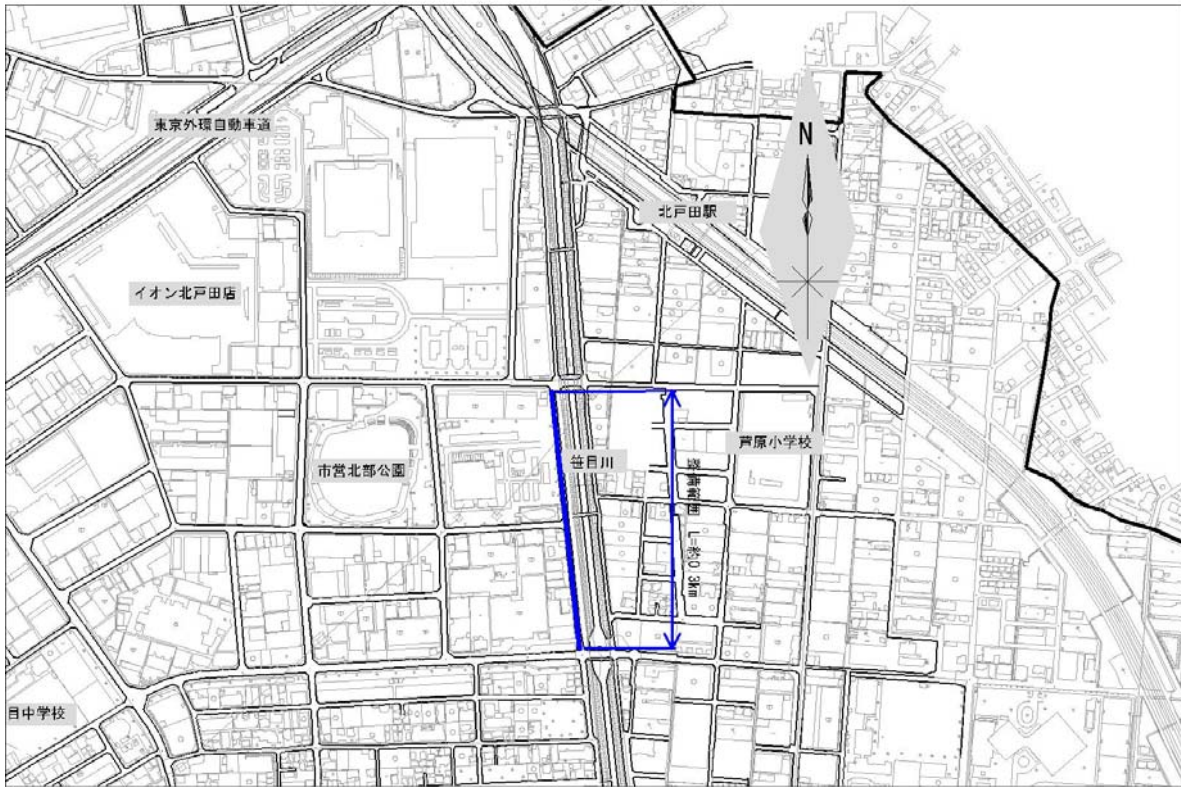 東京外環自動車道
N
北戸田駅
イオン北戸田店
芦原小学校
笹目川
市営北部公園
整備範囲 L=約0.3km
目中学校